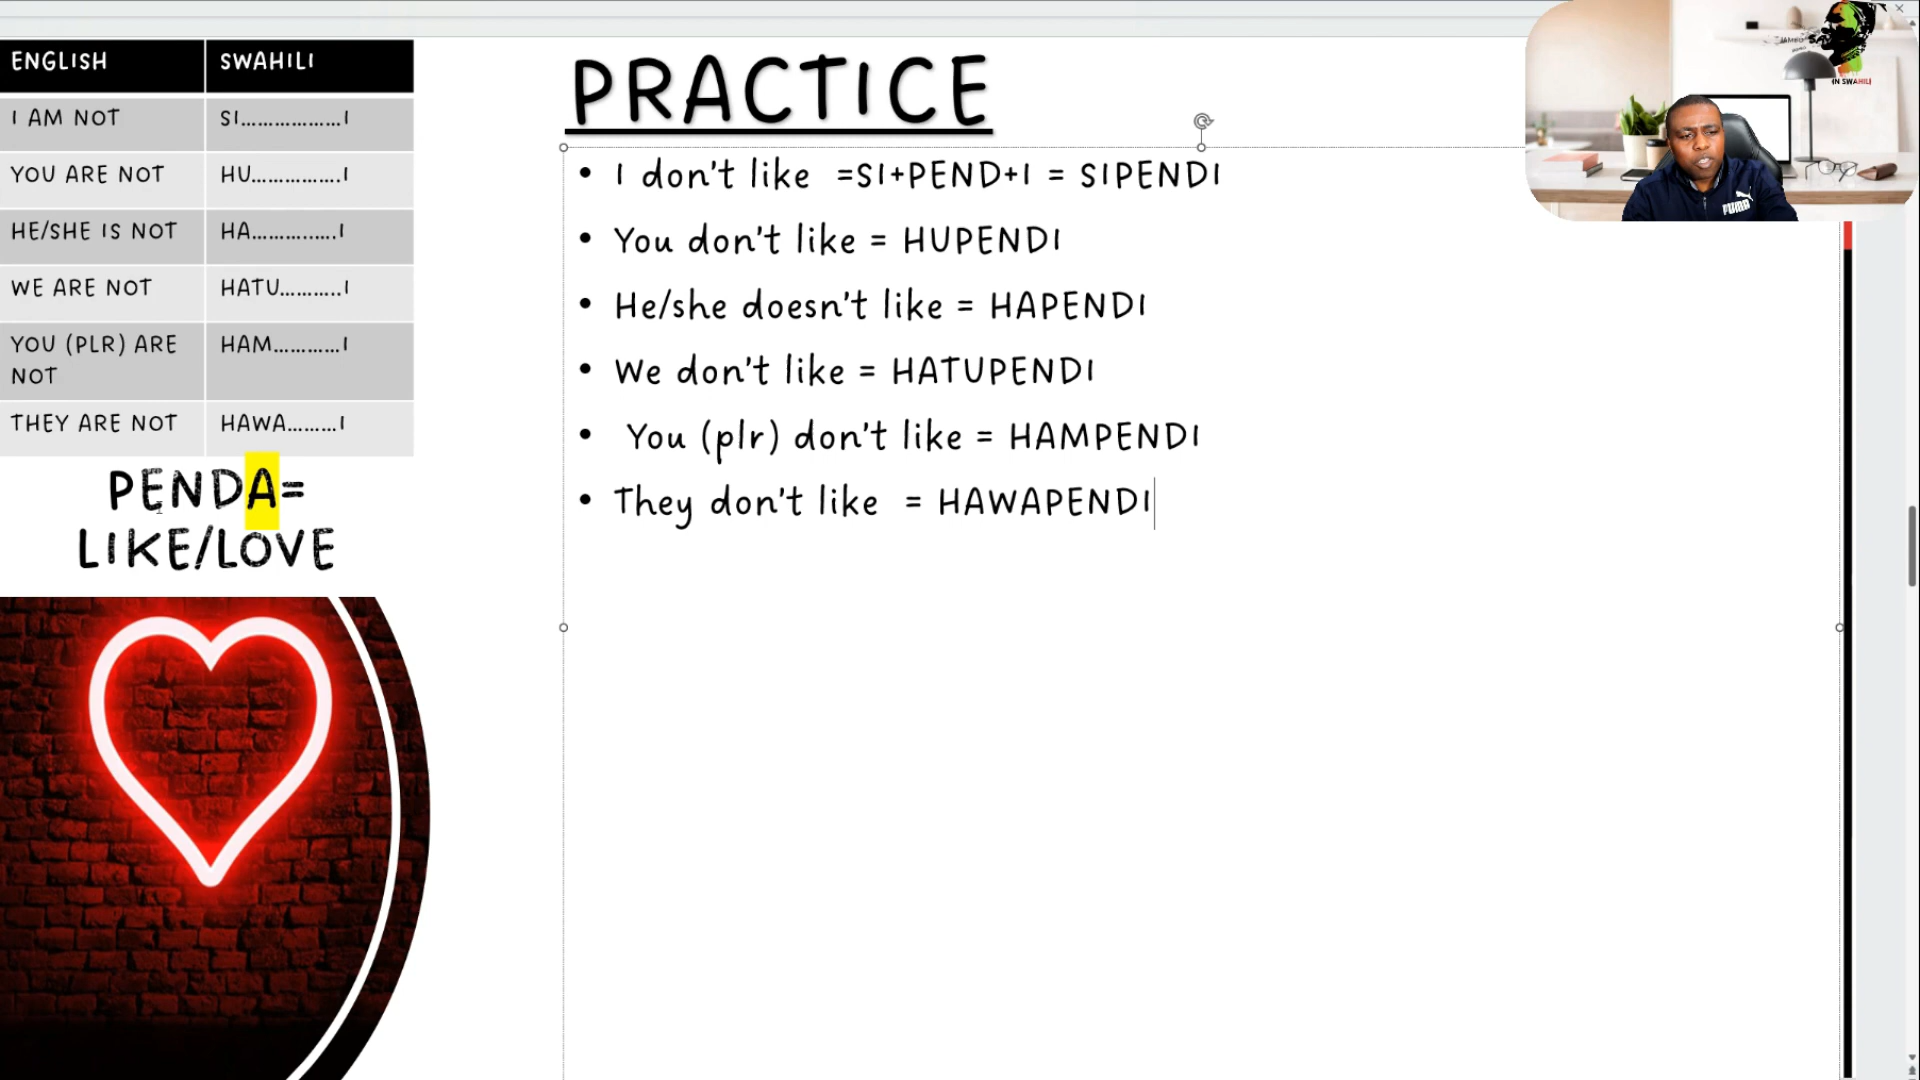 ENGLISH SWAHILI
I AM NOT SI.................I
YOU ARE NOT HU...............I
HE/SHE IS NOT HA..............I
WE ARE NOT HATU...........I
YOU (PLR) ARE NOT HAM............I
THEY ARE NOT HAWA.........I
PENDA=
LIKE/LOVE
PRACTICE
• I don't like =SI+PEND+I = SIPENDI
• You don't like = HUPENDI
• He/she doesn't like = HAPENDI
• We don't like = HATUPENDI
• You (plr) don't like = HAMPENDI
• They don't like = HAWAPENDI
IN SWAHILI
PUMA